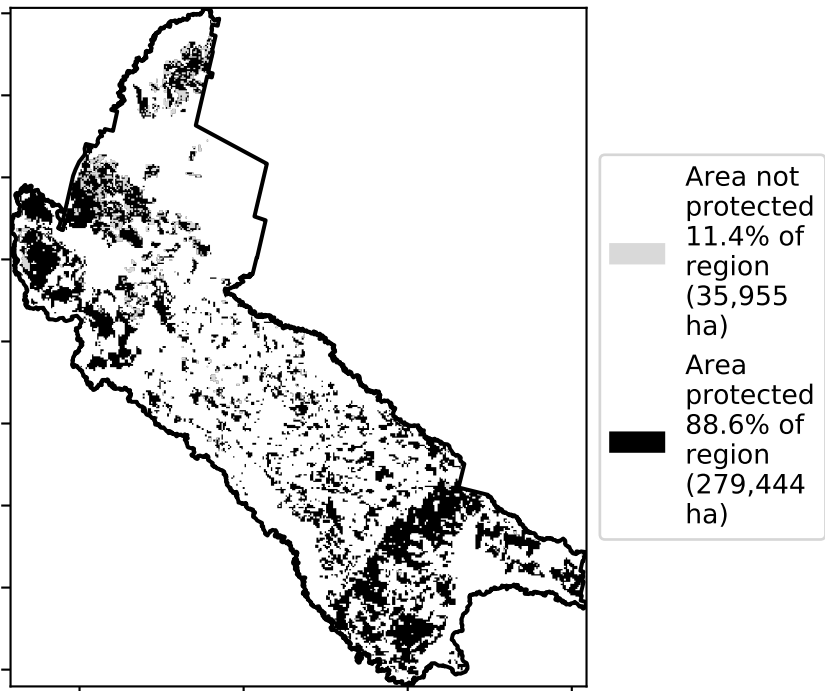 Area not
protected
11.4% of
region
(35,955
ha)
Area
protected
88.6% of
region
(279,444
ha)